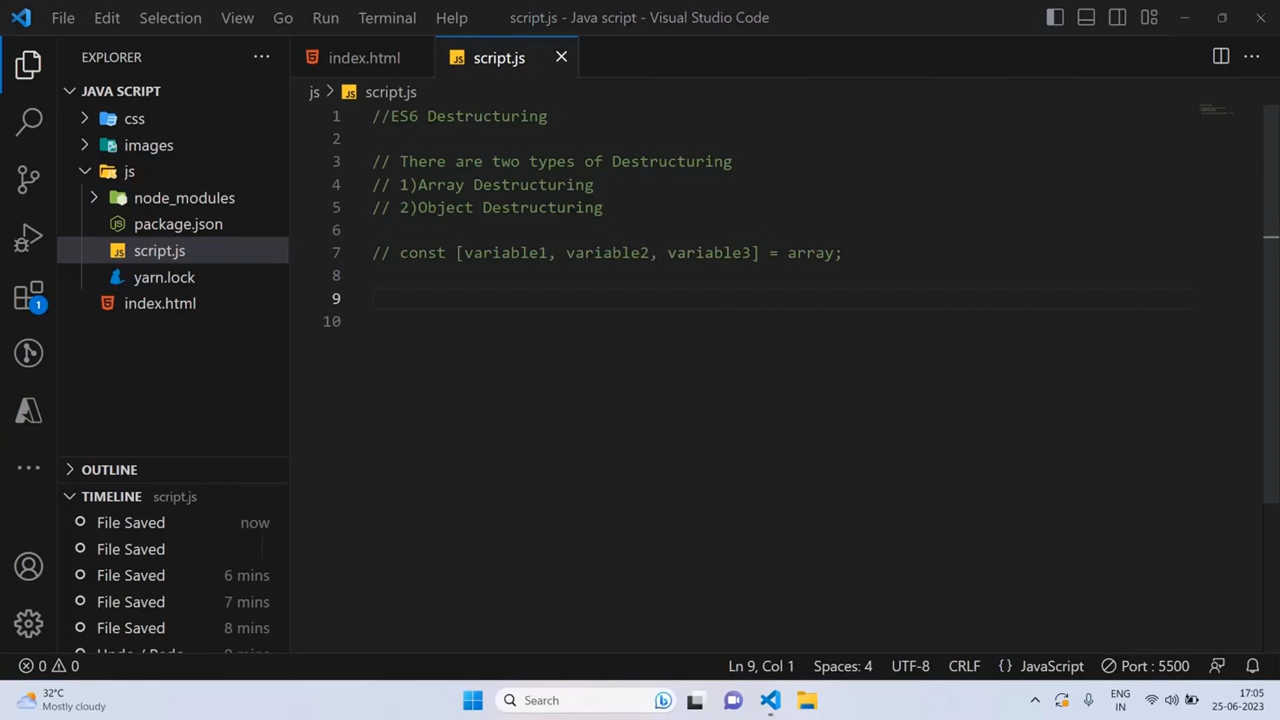 File Edit Selection View Go Run Terminal Help script.js - Java script - Visual Studio Code
EXPLORER
index.html
script.js
JAVA SCRIPT
css
images
js
node_modules
package.json
script.js
yarn.lock
index.html
js > script.js
1 //ES6 Destructuring
2
3 // There are two types of Destructuring
4 // 1)Array Destructuring
5 // 2)Object Destructuring
6
7 // const [variable1, variable2, variable3] = array;
8
9
10
1
OUTLINE
TIMELINE script.js
File Saved now
File Saved
File Saved 6 mins
File Saved 7 mins
File Saved 8 mins
0 0
Ln 9, Col 1 Spaces: 4 UTF-8 CRLF {} JavaScript Port : 5500
32°C
Mostly cloudy
Search
ENG
IN
17:05
25-06-2023